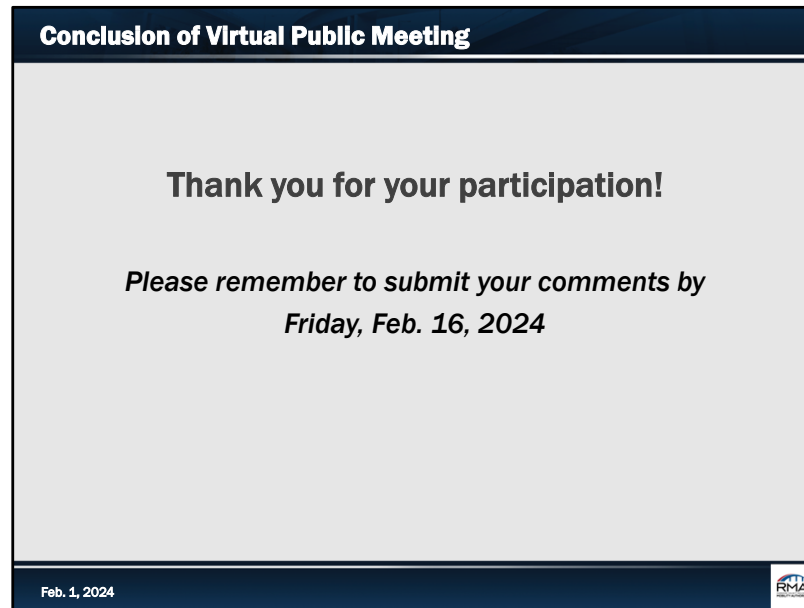 Conclusion of Virtual Public Meeting
Thank you for your participation!
Please remember to submit your comments by
Friday, Feb. 16, 2024
Feb. 1, 2024
RMA